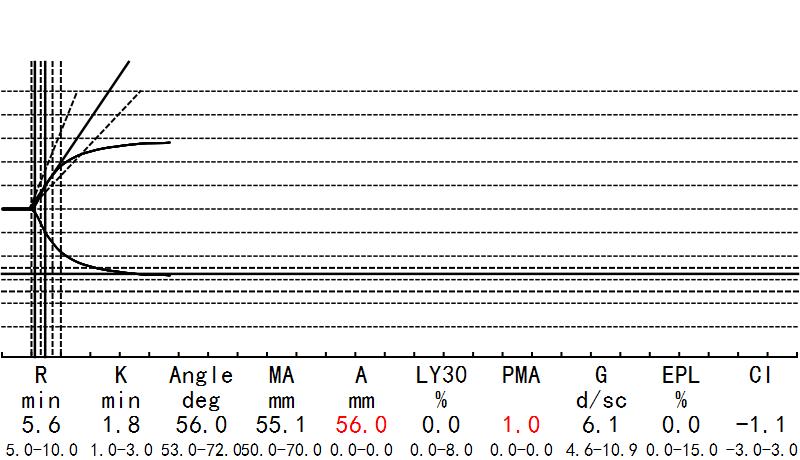 R K Angle MA A LY30 PMA G EPL CI
min min deg mm mm % d/sc %
5.6 1.8 56.0 55.1 56.0 0.0 1.0 6.1 0.0 -1.1
5.0-10.0 1.0-3.0 53.0-72.0 50.0-70.0 0.0-0.0 0.0-8.0 0.0-0.0 4.6-10.9 0.0-15.0 -3.0-3.0